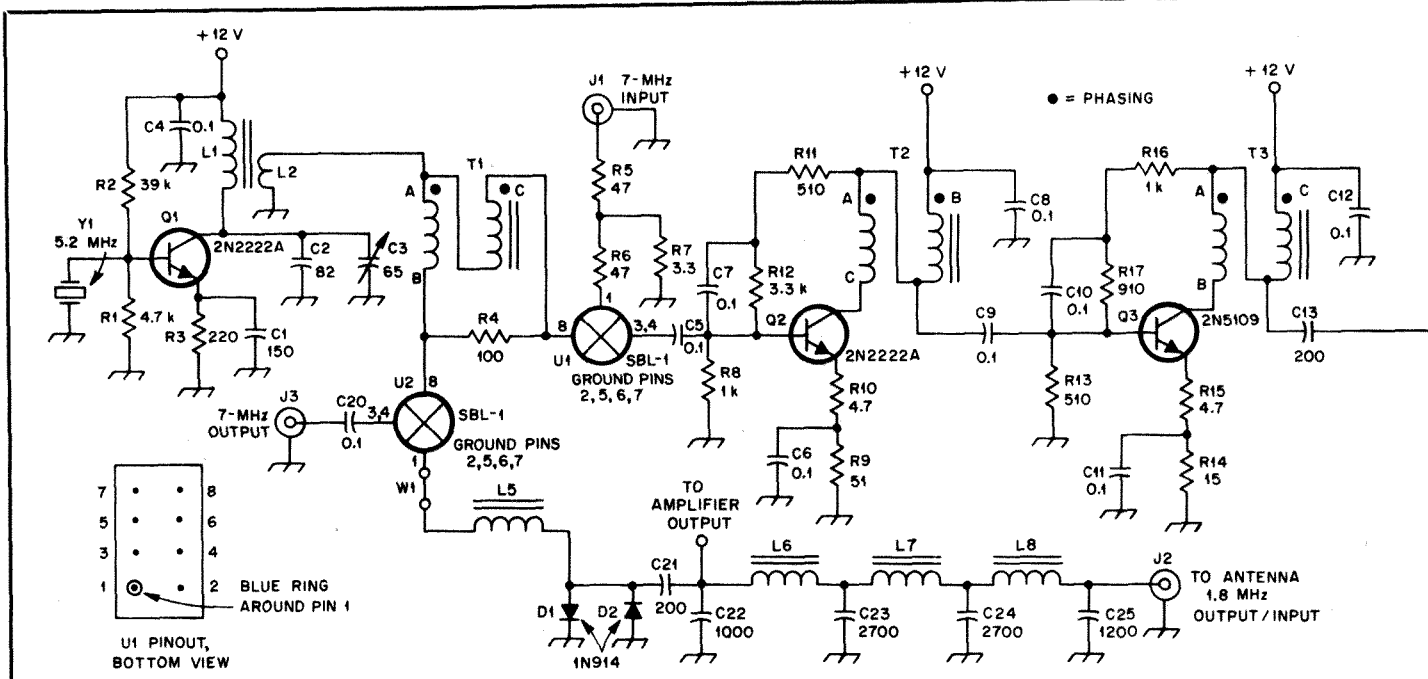 +12 V
C4
0.1
L1
L2
R2
39 k
Y1
5.2 MHz
Q1
2N2222A
R1
4.7 k
R3
220
C1
150
C2
82
C3
65
T1
A
B
C
R4
100
J1
7-MHz
INPUT
R5
47
R6
47
R7
3.3
1
8
3,4
U1
SBL-1
GROUND PINS
2,5,6,7
C5
0.1
C7
0.1
R8
1 k
R11
510
R12
3.3 k
Q2
2N2222A
R10
4.7
C6
0.1
R9
51
+12 V
T2
A
C
B
C8
0.1
C9
0.1
● = PHASING
R16
1 k
C10
0.1
R17
910
R13
510
Q3
2N5109
R15
4.7
C11
0.1
R14
15
+12 V
T3
A
B
C
C12
0.1
C13
200
J3
7-MHz
OUTPUT
C20
0.1
3,4
U2
8
SBL-1
GROUND PINS
2,5,6,7
1
W1
L5
D1
D2
1N914
C21
200
TO
AMPLIFIER
OUTPUT
C22
1000
L6
C23
2700
L7
C24
2700
L8
C25
1200
J2
TO ANTENNA
1.8 MHz
OUTPUT/INPUT
7 8
5 6
3 4
1 2
BLUE RING
AROUND PIN 1
U1 PINOUT,
BOTTOM VIEW